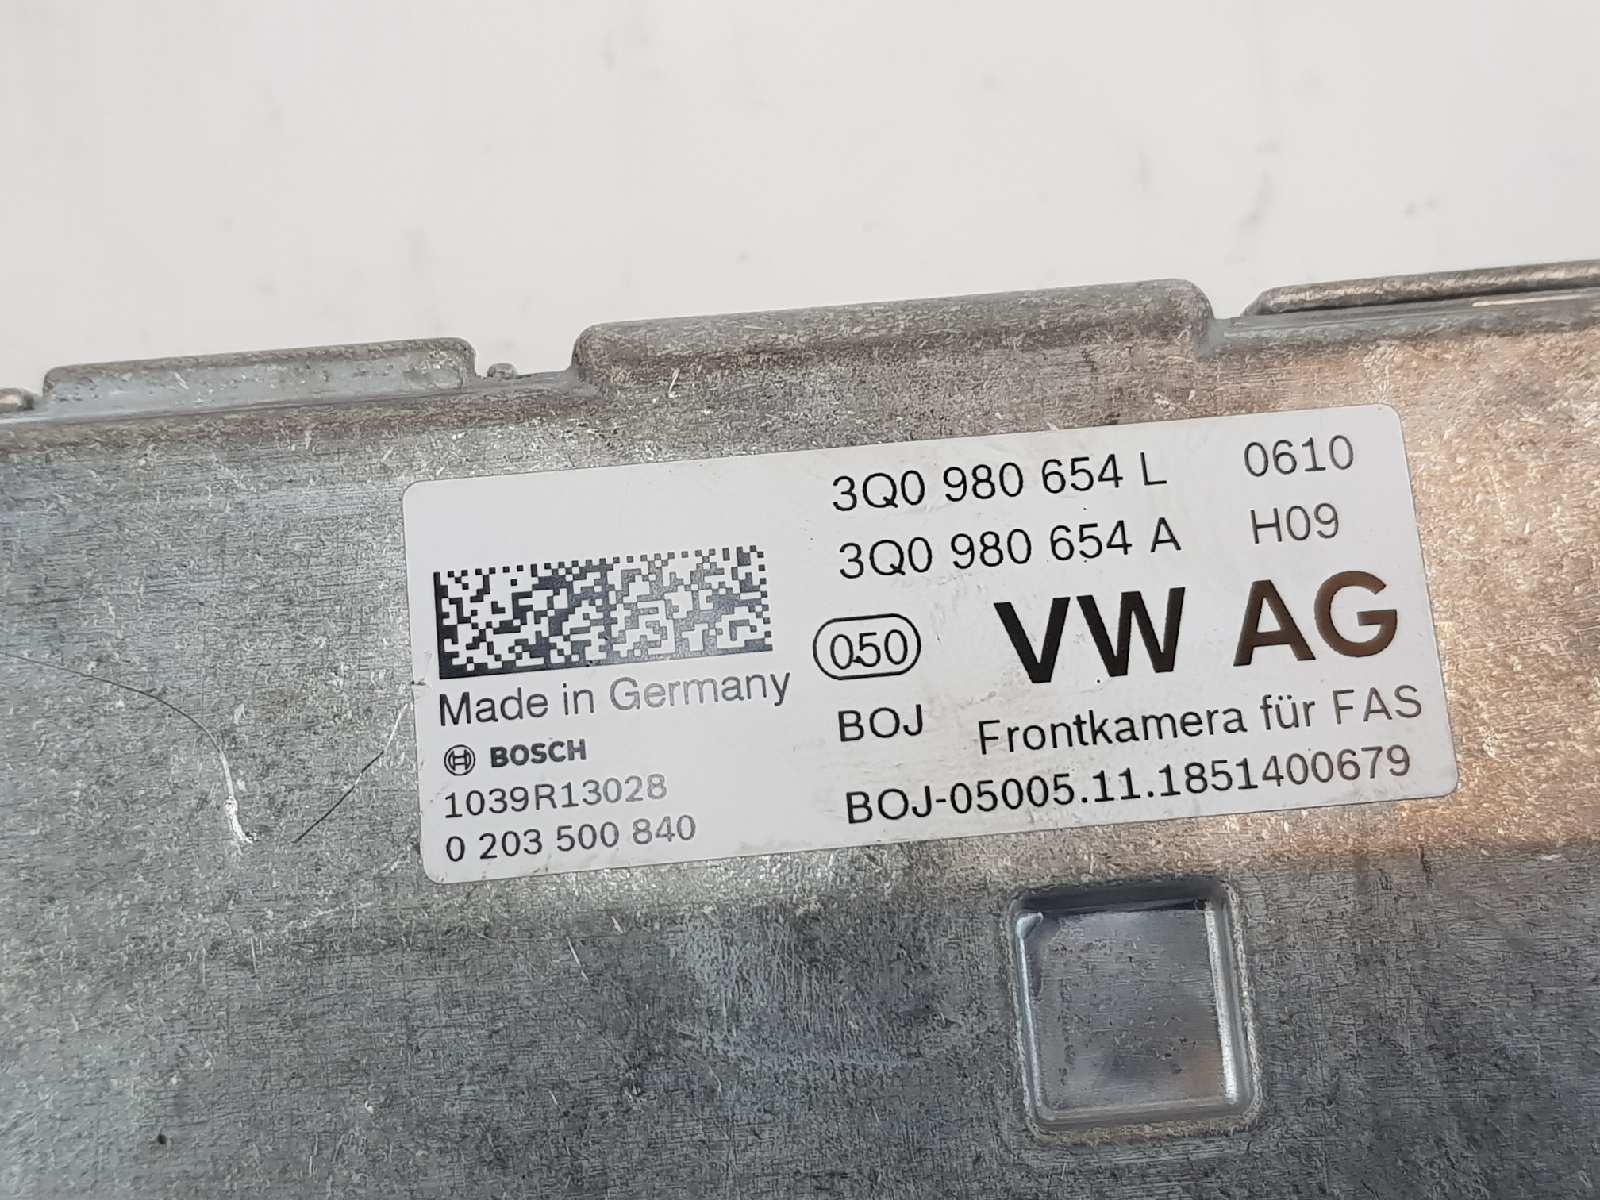 3Q0 980 654 L 0610
3Q0 980 654 A H09
050 VW AG
Made in Germany
BOJ Frontkamera für FAS
BOSCH
BOJ-05005.11.1851400679
1039R13028
0 203 500 840